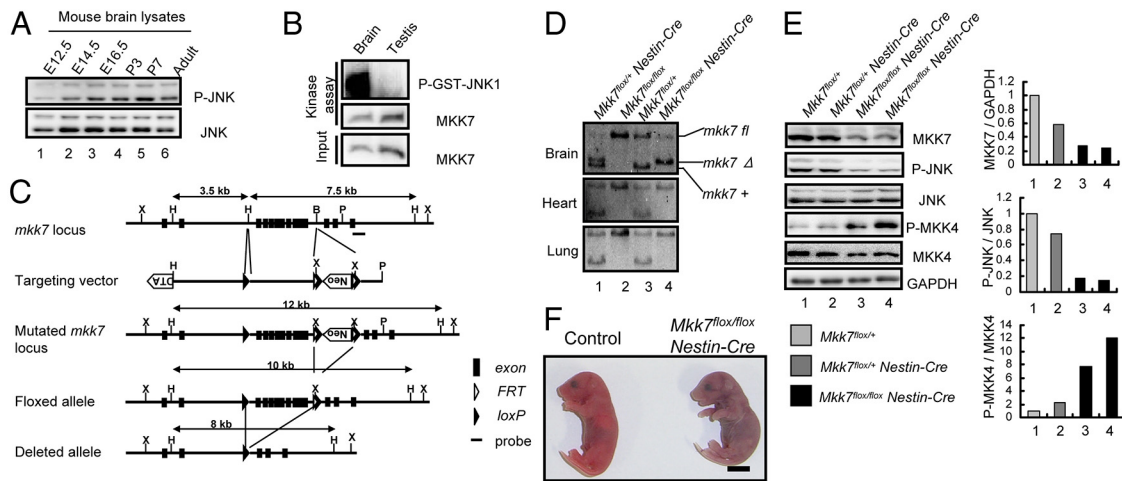 A
Mouse brain lysates
E12.5
E14.5
E16.5
P3
P7
Adult
P-JNK
JNK
1 2 3 4 5 6
B
Brain
Testis
Kinase assay
P-GST-JNK1
MKK7
Input
MKK7
C
3.5 kb 7.5 kb
X H H B P H X
mkk7 locus
H X X P
DTA Neo
Targeting vector
12 kb
X H X X P H X
Neo
Mutated mkk7 locus
10 kb
X H X H X
Floxed allele
8 kb
X H H X
Deleted allele
exon
FRT
loxP
probe
D
Mkk7flox/+ Nestin-Cre
Mkk7flox/flox
Mkk7flox/+
Mkk7flox/flox Nestin-Cre
Brain
mkk7 fl
mkk7 Δ
mkk7 +
Heart
Lung
1 2 3 4
E
Mkk7flox/+
Mkk7flox/+ Nestin-Cre
Mkk7flox/flox Nestin-Cre
Mkk7flox/flox Nestin-Cre
MKK7
P-JNK
JNK
P-MKK4
MKK4
GAPDH
1 2 3 4
Mkk7flox/+
Mkk7flox/+ Nestin-Cre
Mkk7flox/flox Nestin-Cre
MKK7 / GAPDH
1.2
1
0.8
0.6
0.4
0.2
0
1 2 3 4
P-JNK / JNK
1.2
1
0.8
0.6
0.4
0.2
0
1 2 3 4
P-MKK4 / MKK4
14
12
10
8
6
4
2
0
1 2 3 4
F
Control
Mkk7flox/flox
Nestin-Cre